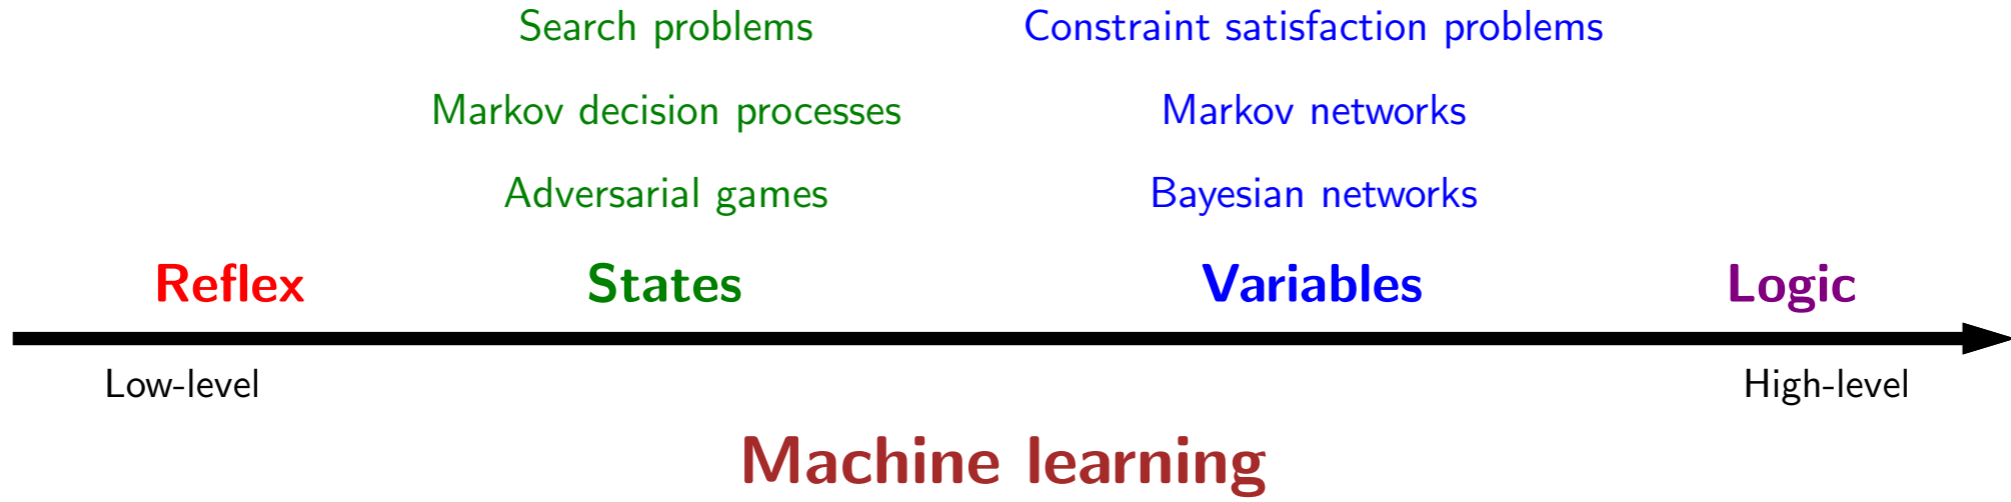 Search problems
Constraint satisfaction problems
Markov decision processes
Markov networks
Adversarial games
Bayesian networks
Reflex
States
Variables
Logic
Low-level
High-level
Machine learning